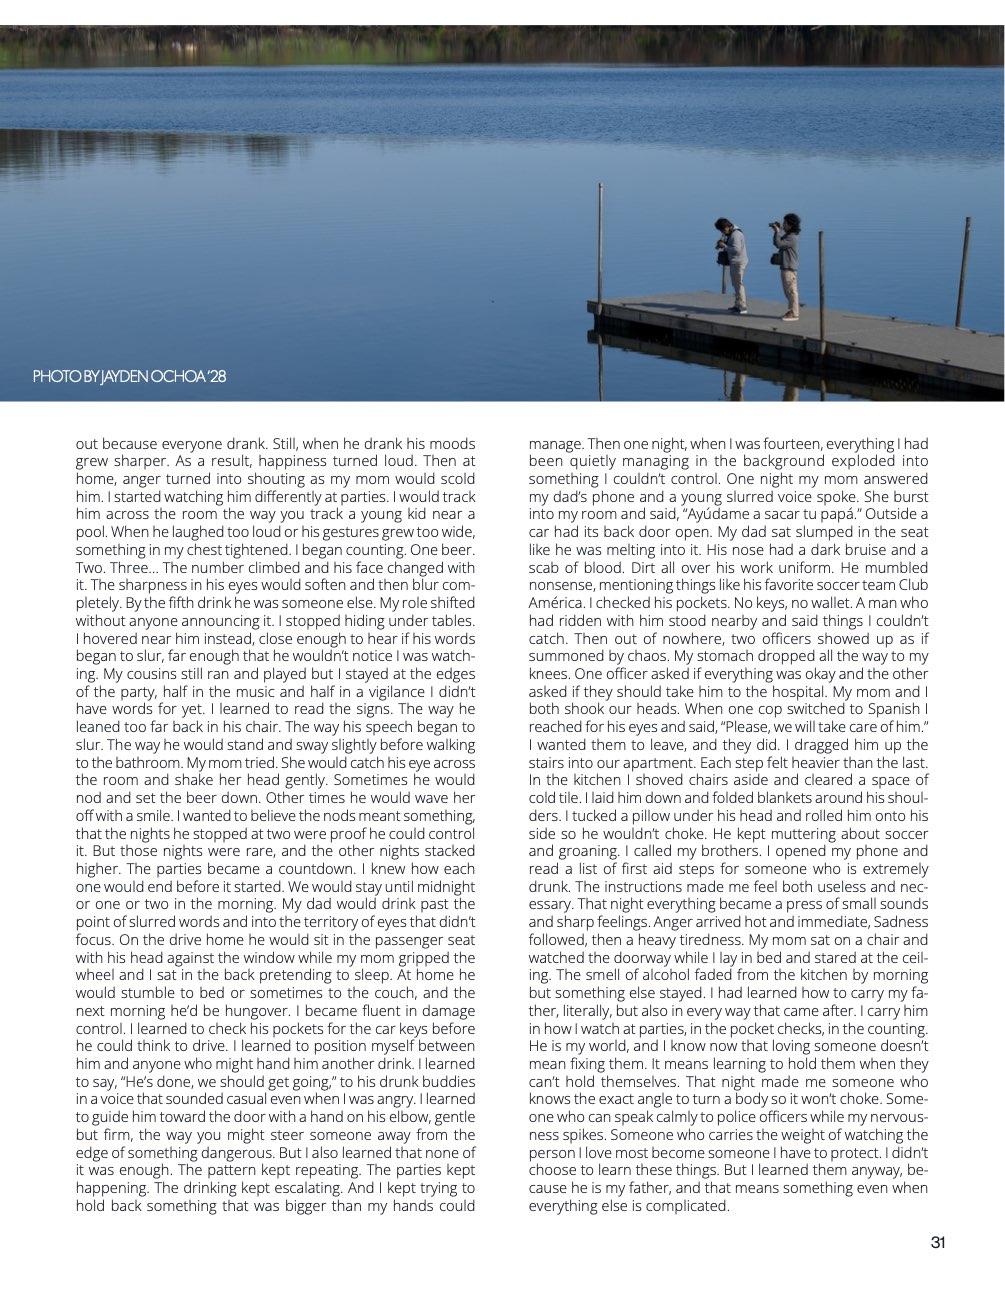 PHOTO BY JAYDEN OCHOA '28
out because everyone drank. Still, when he drank his moods
grew sharper. As a result, happiness turned loud. Then at
home, anger turned into shouting as my mom would scold
him. I started watching him differently at parties. I would track
him across the room the way you track a young kid near a
pool. When he laughed too loud or his gestures grew too wide,
something in my chest tightened. I began counting. One beer.
Two. Three... The number climbed and his face changed with
it. The sharpness in his eyes would soften and then blur com-
pletely. By the fifth drink he was someone else. My role shifted
without anyone announcing it. I stopped hiding under tables.
I hovered near him instead, close enough to hear if his words
began to slur, far enough that he wouldn’t notice I was watch-
ing. My cousins still ran and played but I stayed at the edges
of the party, half in the music and half in a vigilance I didn’t
have words for yet. I learned to read the signs. The way he
leaned too far back in his chair. The way his speech began to
slur. The way he would stand and sway slightly before walking
to the bathroom. My mom tried. She would catch his eye across
the room and shake her head gently. Sometimes he would
nod and set the beer down. Other times he would wave her
off with a smile. I wanted to believe the nods meant something,
that the nights he stopped at two were proof he could control
it. But those nights were rare, and the other nights stacked
higher. The parties became a countdown. I knew how each
one would end before it started. We would stay until midnight
or one or two in the morning. My dad would drink past the
point of slurred words and into the territory of eyes that didn’t
focus. On the drive home he would sit in the passenger seat
with his head against the window while my mom gripped the
wheel and I sat in the back pretending to sleep. At home he
would stumble to bed or sometimes to the couch, and the
next morning he’d be hungover. I became fluent in damage
control. I learned to check his pockets for the car keys before
he could think to drive. I learned to position myself between
him and anyone who might hand him another drink. I learned
to say, “He’s done, we should get going,” to his drunk buddies
in a voice that sounded casual even when I was angry. I learned
to guide him toward the door with a hand on his elbow, gentle
but firm, the way you might steer someone away from the
edge of something dangerous. But I also learned that none of
it was enough. The pattern kept repeating. The parties kept
happening. The drinking kept escalating. And I kept trying to
hold back something that was bigger than my hands could
manage. Then one night, when I was fourteen, everything I had
been quietly managing in the background exploded into
something I couldn’t control. One night my mom answered
my dad’s phone and a young slurred voice spoke. She burst
into my room and said, “Ayúdame a sacar tu papá.” Outside a
car had its back door open. My dad sat slumped in the seat
like he was melting into it. His nose had a dark bruise and a
scab of blood. Dirt all over his work uniform. He mumbled
nonsense, mentioning things like his favorite soccer team Club
América. I checked his pockets. No keys, no wallet. A man who
had ridden with him stood nearby and said things I couldn’t
catch. Then out of nowhere, two officers showed up as if
summoned by chaos. My stomach dropped all the way to my
knees. One officer asked if everything was okay and the other
asked if they should take him to the hospital. My mom and I
both shook our heads. When one cop switched to Spanish I
reached for his eyes and said, “Please, we will take care of him.”
I wanted them to leave, and they did. I dragged him up the
stairs into our apartment. Each step felt heavier than the last.
In the kitchen I shoved chairs aside and cleared a space of
cold tile. I laid him down and folded blankets around his shoul-
ders. I tucked a pillow under his head and rolled him onto his
side so he wouldn’t choke. He kept muttering about soccer
and groaning. I called my brothers. I opened my phone and
read a list of first aid steps for someone who is extremely
drunk. The instructions made me feel both useless and nec-
essary. That night everything became a press of small sounds
and sharp feelings. Anger arrived hot and immediate, Sadness
followed, then a heavy tiredness. My mom sat on a chair and
watched the doorway while I lay in bed and stared at the ceil-
ing. The smell of alcohol faded from the kitchen by morning
but something else stayed. I had learned how to carry my fa-
ther, literally, but also in every way that came after. I carry him
in how I watch at parties, in the pocket checks, in the counting.
He is my world, and I know now that loving someone doesn’t
mean fixing them. It means learning to hold them when they
can’t hold themselves. That night made me someone who
knows the exact angle to turn a body so it won’t choke. Some-
one who can speak calmly to police officers while my nervous-
ness spikes. Someone who carries the weight of watching the
person I love most become someone I have to protect. I didn’t
choose to learn these things. But I learned them anyway, be-
cause he is my father, and that means something even when
everything else is complicated.
31